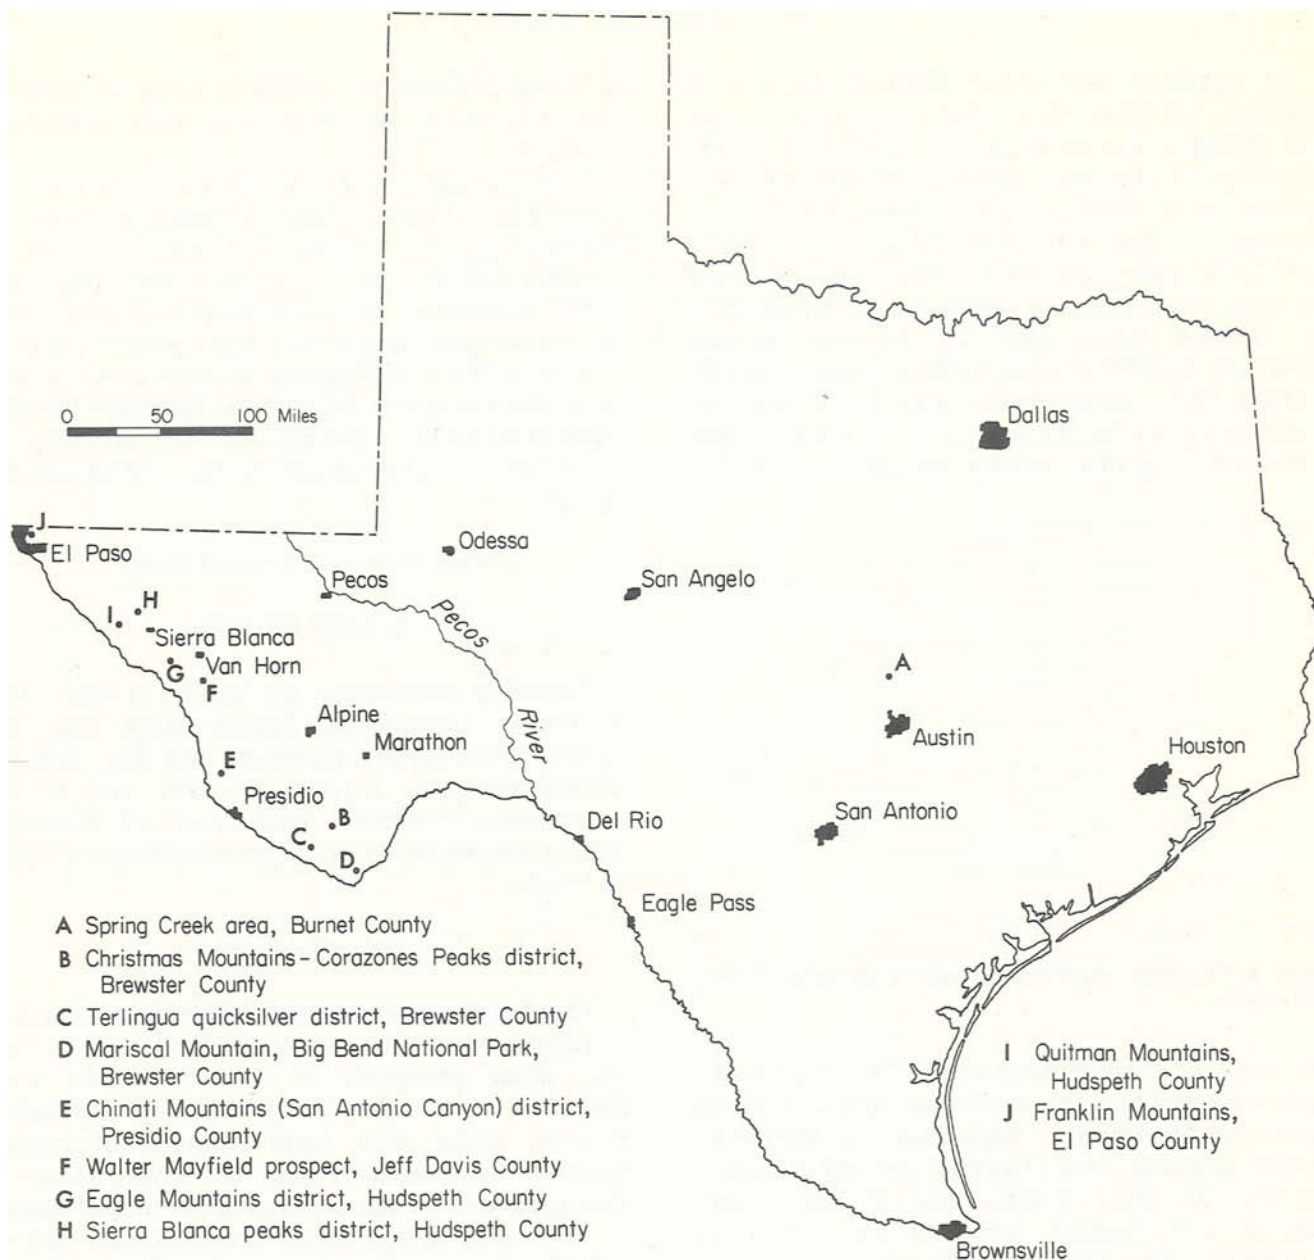 0 50 100 Miles
Dallas
J
El Paso
Odessa
Pecos
San Angelo
Pecos
River
H
I
Sierra Blanca
G
Van Horn
F
A
Alpine
Marathon
Austin
Houston
E
Presidio
B
C
D
Del Rio
San Antonio
Eagle Pass
A Spring Creek area, Burnet County
B Christmas Mountains - Corazones Peaks district,
Brewster County
C Terlingua quicksilver district, Brewster County
D Mariscal Mountain, Big Bend National Park,
Brewster County
E Chinati Mountains (San Antonio Canyon) district,
Presidio County
F Walter Mayfield prospect, Jeff Davis County
G Eagle Mountains district, Hudspeth County
H Sierra Blanca peaks district, Hudspeth County
I Quitman Mountains,
Hudspeth County
J Franklin Mountains,
El Paso County
Brownsville